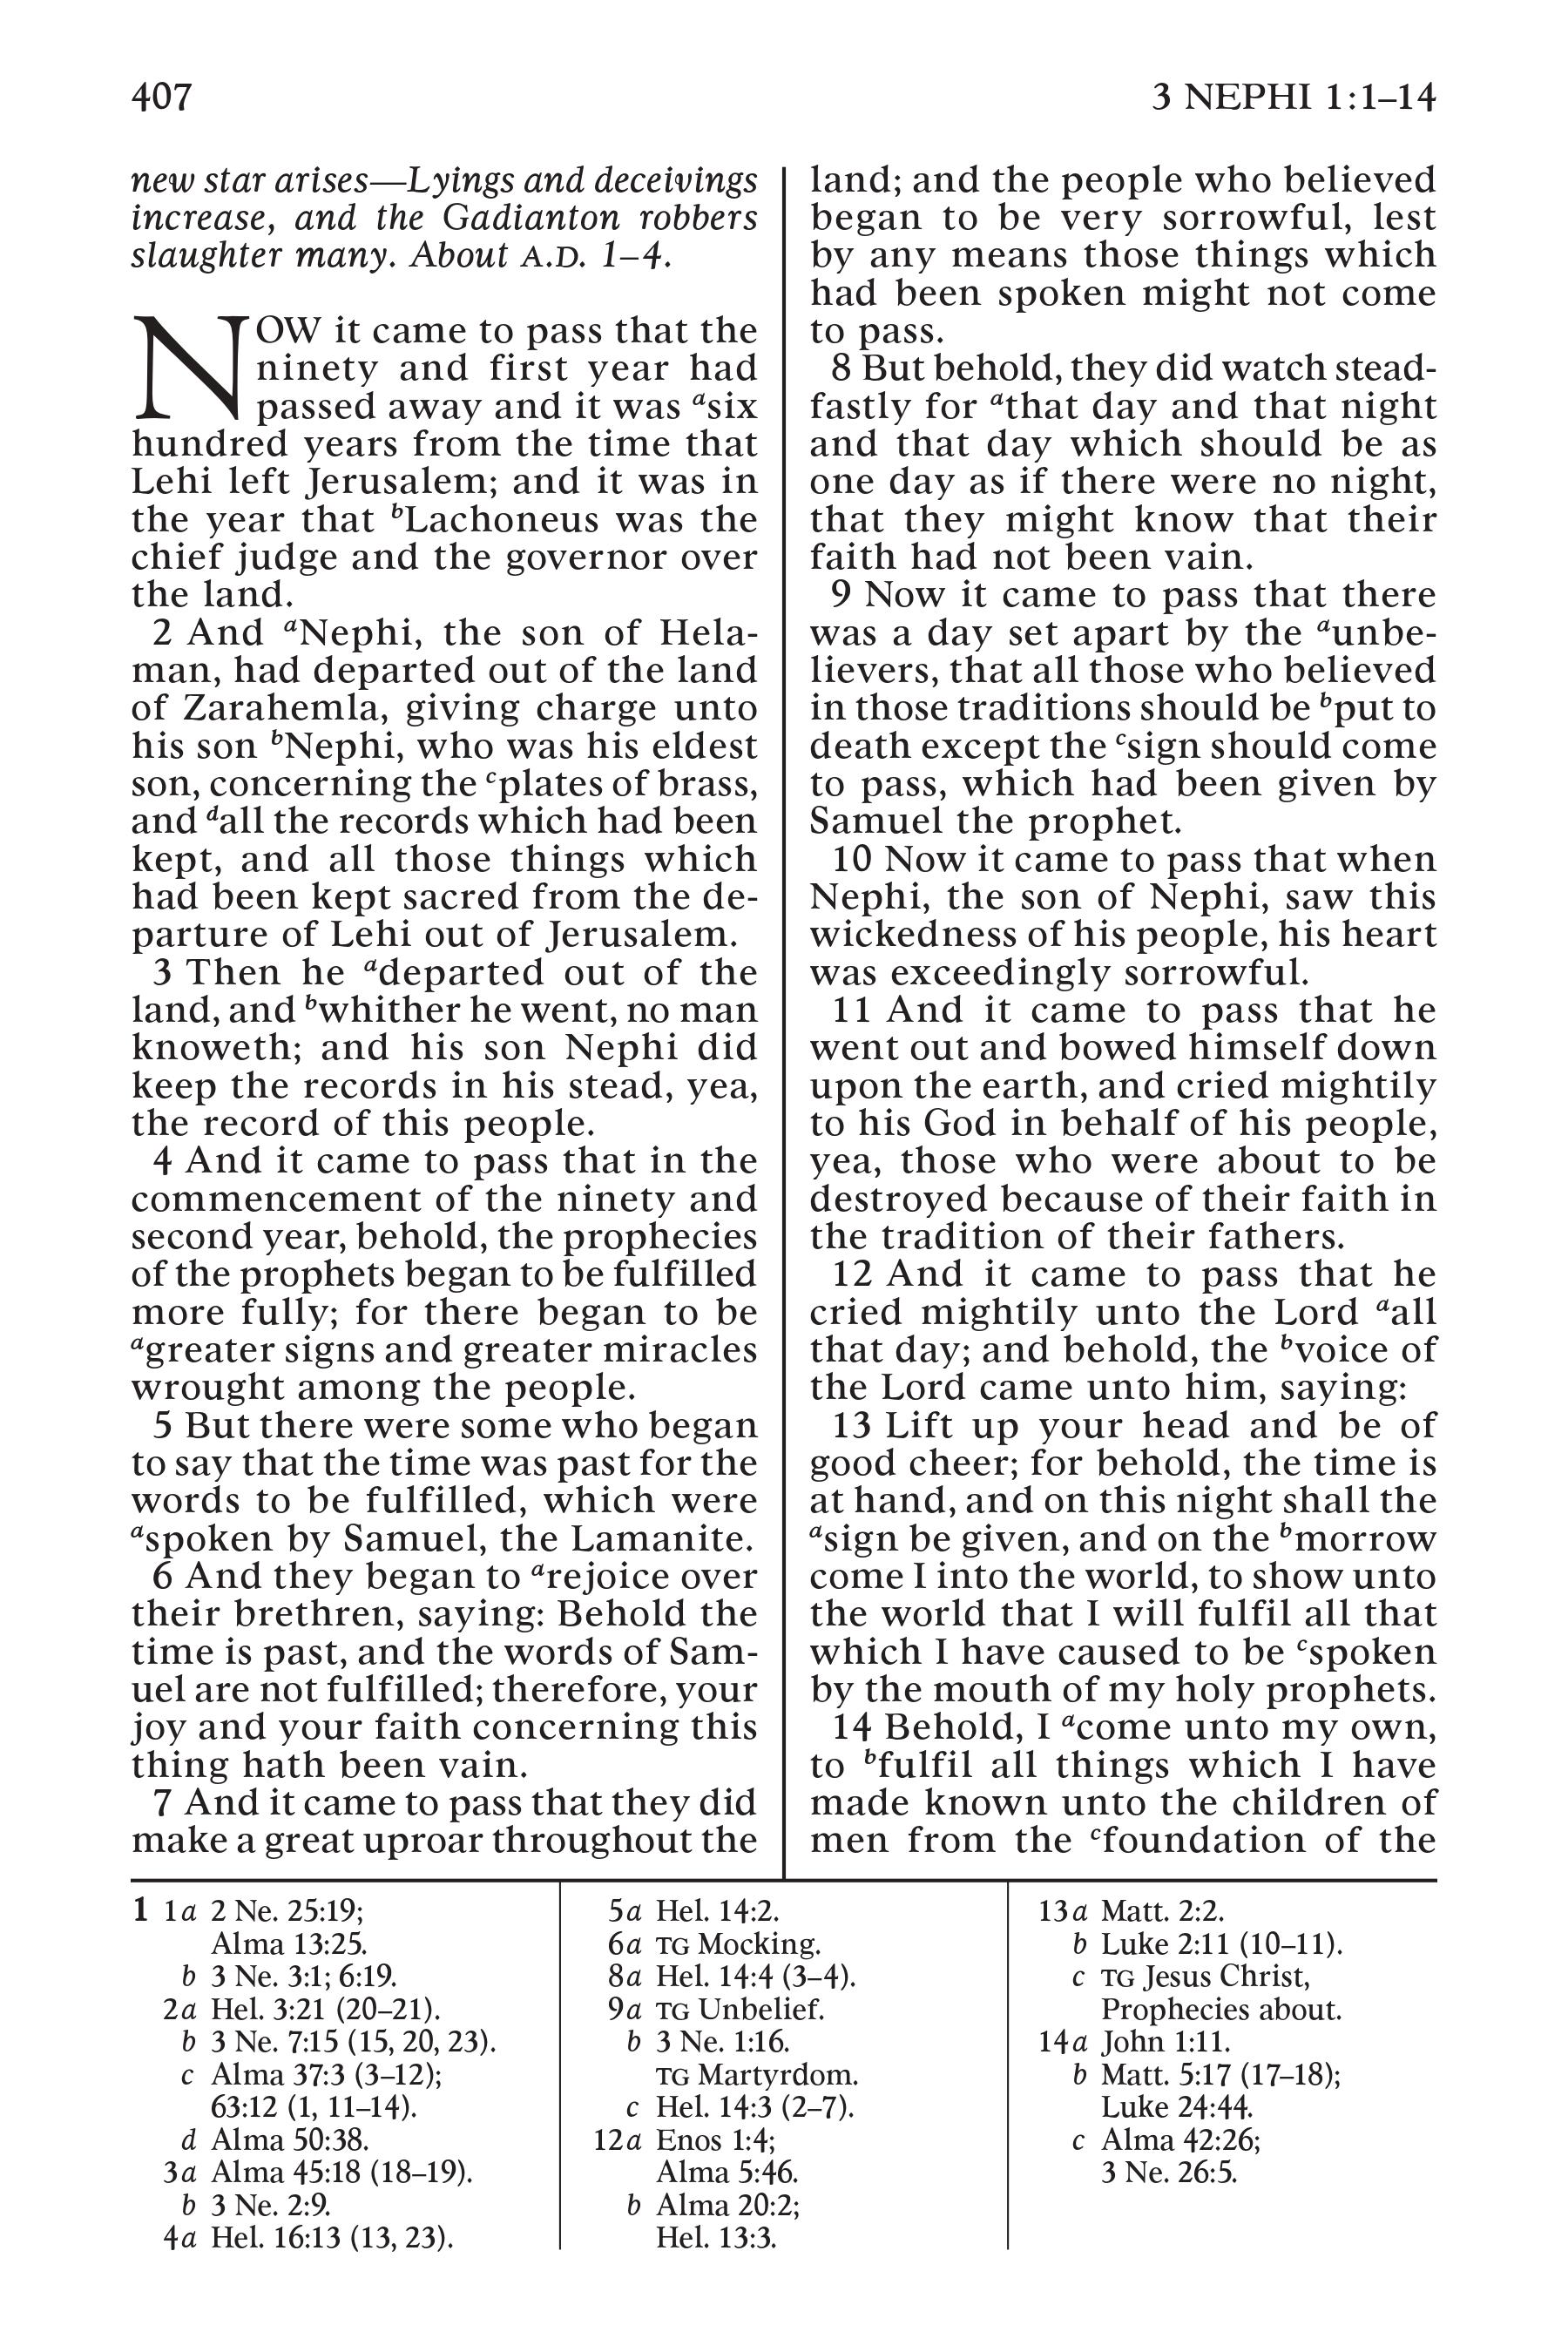 407
3 NEPHI 1:1–14
new star arises—Lyings and deceivings
increase, and the Gadianton robbers
slaughter many. About A.D. 1–4.
NOW it came to pass that the
ninety and first year had
passed away and it was asix
hundred years from the time that
Lehi left Jerusalem; and it was in
the year that bLachoneus was the
chief judge and the governor over
the land.
2 And aNephi, the son of Hela-
man, had departed out of the land
of Zarahemla, giving charge unto
his son bNephi, who was his eldest
son, concerning the cplates of brass,
and dall the records which had been
kept, and all those things which
had been kept sacred from the de-
parture of Lehi out of Jerusalem.
3 Then he adeparted out of the
land, and bwhither he went, no man
knoweth; and his son Nephi did
keep the records in his stead, yea,
the record of this people.
4 And it came to pass that in the
commencement of the ninety and
second year, behold, the prophecies
of the prophets began to be fulfilled
more fully; for there began to be
agreater signs and greater miracles
wrought among the people.
5 But there were some who began
to say that the time was past for the
words to be fulfilled, which were
aspoken by Samuel, the Lamanite.
6 And they began to arejoice over
their brethren, saying: Behold the
time is past, and the words of Sam-
uel are not fulfilled; therefore, your
joy and your faith concerning this
thing hath been vain.
7 And it came to pass that they did
make a great uproar throughout the
land; and the people who believed
began to be very sorrowful, lest
by any means those things which
had been spoken might not come
to pass.
8 But behold, they did watch stead-
fastly for athat day and that night
and that day which should be as
one day as if there were no night,
that they might know that their
faith had not been vain.
9 Now it came to pass that there
was a day set apart by the aunbe-
lievers, that all those who believed
in those traditions should be bput to
death except the csign should come
to pass, which had been given by
Samuel the prophet.
10 Now it came to pass that when
Nephi, the son of Nephi, saw this
wickedness of his people, his heart
was exceedingly sorrowful.
11 And it came to pass that he
went out and bowed himself down
upon the earth, and cried mightily
to his God in behalf of his people,
yea, those who were about to be
destroyed because of their faith in
the tradition of their fathers.
12 And it came to pass that he
cried mightily unto the Lord aall
that day; and behold, the bvoice of
the Lord came unto him, saying:
13 Lift up your head and be of
good cheer; for behold, the time is
at hand, and on this night shall the
asign be given, and on the bmorrow
come I into the world, to show unto
the world that I will fulfil all that
which I have caused to be cspoken
by the mouth of my holy prophets.
14 Behold, I acome unto my own,
to bfulfil all things which I have
made known unto the children of
men from the cfoundation of the
1 1a 2 Ne. 25:19;
Alma 13:25.
b 3 Ne. 3:1; 6:19.
2a Hel. 3:21 (20–21).
b 3 Ne. 7:15 (15, 20, 23).
c Alma 37:3 (3–12);
63:12 (1, 11–14).
d Alma 50:38.
3a Alma 45:18 (18–19).
b 3 Ne. 2:9.
4a Hel. 16:13 (13, 23).
5a Hel. 14:2.
6a TG Mocking.
8a Hel. 14:4 (3–4).
9a TG Unbelief.
b 3 Ne. 1:16.
TG Martyrdom.
c Hel. 14:3 (2–7).
12a Enos 1:4;
Alma 5:46.
b Alma 20:2;
Hel. 13:3.
13a Matt. 2:2.
b Luke 2:11 (10–11).
c TG Jesus Christ,
Prophecies about.
14a John 1:11.
b Matt. 5:17 (17–18);
Luke 24:44.
c Alma 42:26;
3 Ne. 26:5.